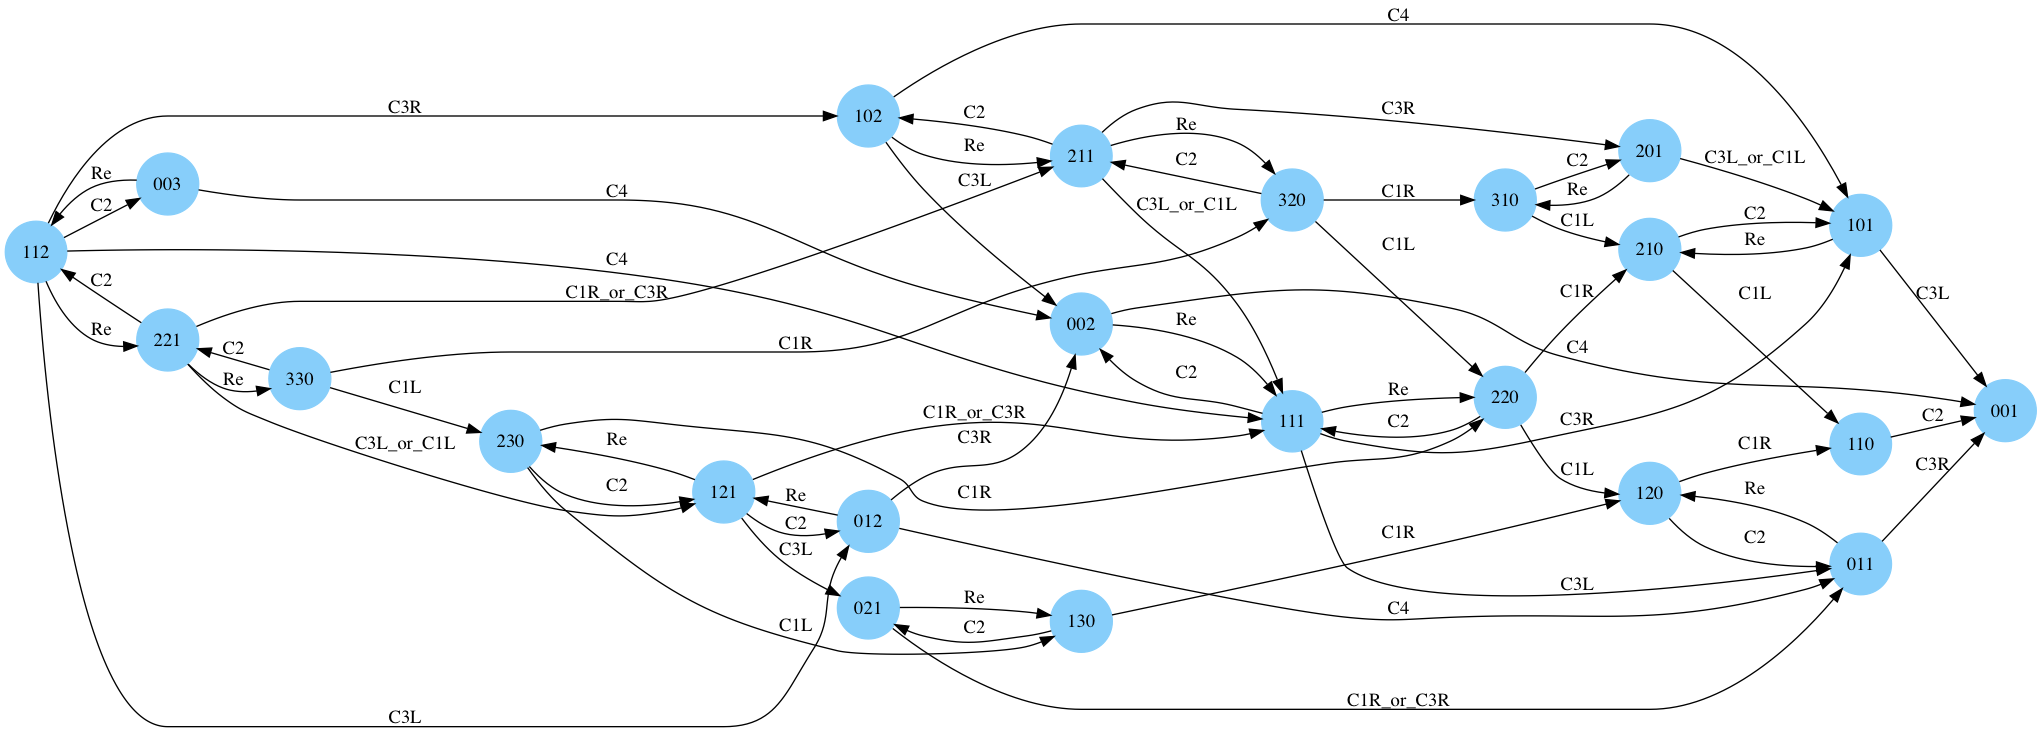 C4
C3R
102
C2
Re
C3R
Re
211
C2
C3L
003
Re
C2
C4
112
C4
C2
Re
221
C1R_or_C3R
C2
Re
330
C1R
C1L
C3L_or_C1L
230
Re
C2
121
Re
C2
C3L
012
C1R_or_C3R
C3R
C1R
C4
021
Re
C2
130
C1L
C3L
C1R_or_C3R
C3L_or_C1L
320
C1R
C1L
310
C2
Re
201
C3L_or_C1L
C1L
210
C2
Re
101
C3L
002
Re
C2
C4
111
Re
C2
220
C1R
C1L
C3R
C1L
110
C2
001
120
C1R
Re
C2
011
C3R
C1R
C3L